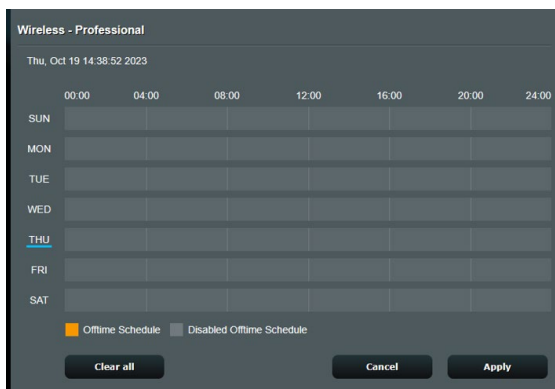 Wireless - Professional
Thu, Oct 19 14:38:52 2023
00:00 04:00 08:00 12:00 16:00 20:00 24:00
SUN
MON
TUE
WED
THU
FRI
SAT
Offtime Schedule Disabled Offtime Schedule
Clear all Cancel Apply